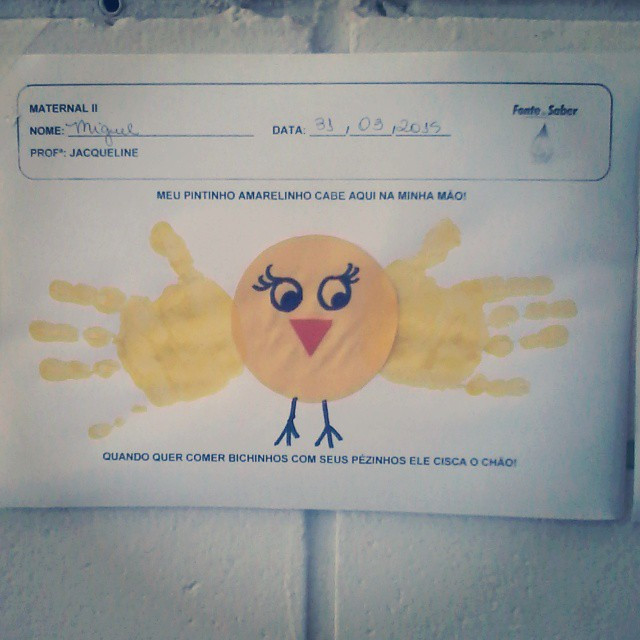 MATERNAL II
NOME: Miguel DATA: 31, 03, 2015
PROFª: JACQUELINE
Fonte do Saber
MEU PINTINHO AMARELINHO CABE AQUI NA MINHA MÃO!
QUANDO QUER COMER BICHINHOS COM SEUS PÉZINHOS ELE CISCA O CHÃO!